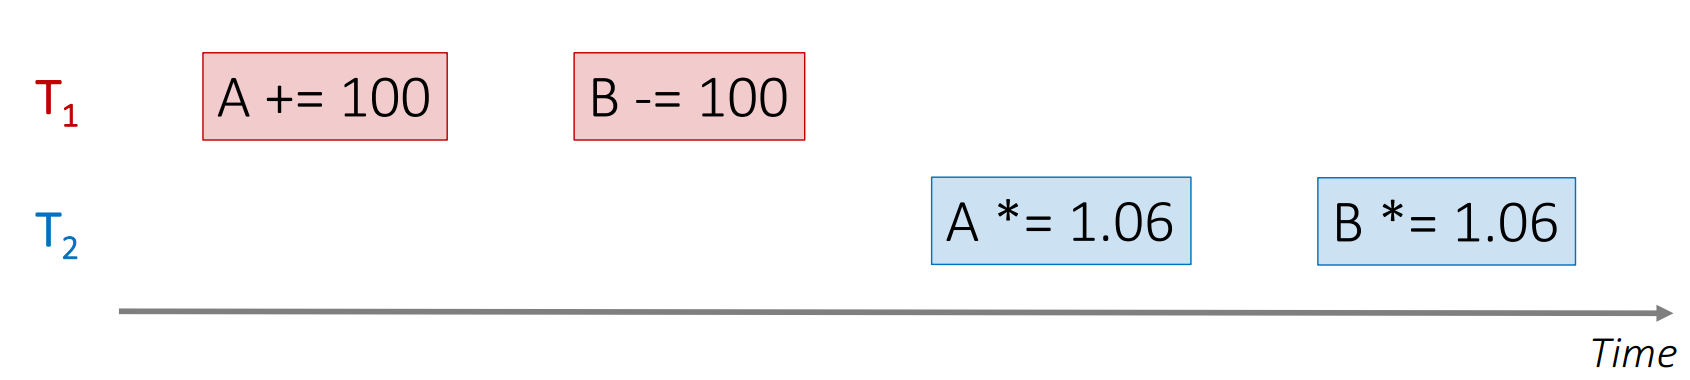 T1 A += 100 B -= 100
T2 A *= 1.06 B *= 1.06
Time